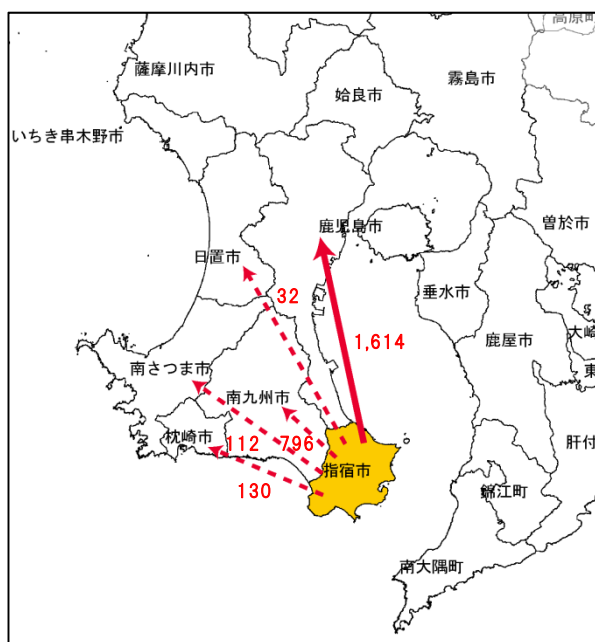 高原町
薩摩川内市
霧島市
姶良市
いちき串木野市
鹿児島市
曽於市
日置市
32
垂水市
1,614
鹿屋市
大崎
東
南さつま市
南九州市
枕崎市
112
796
肝付
指宿市
130
錦江町
南大隅町